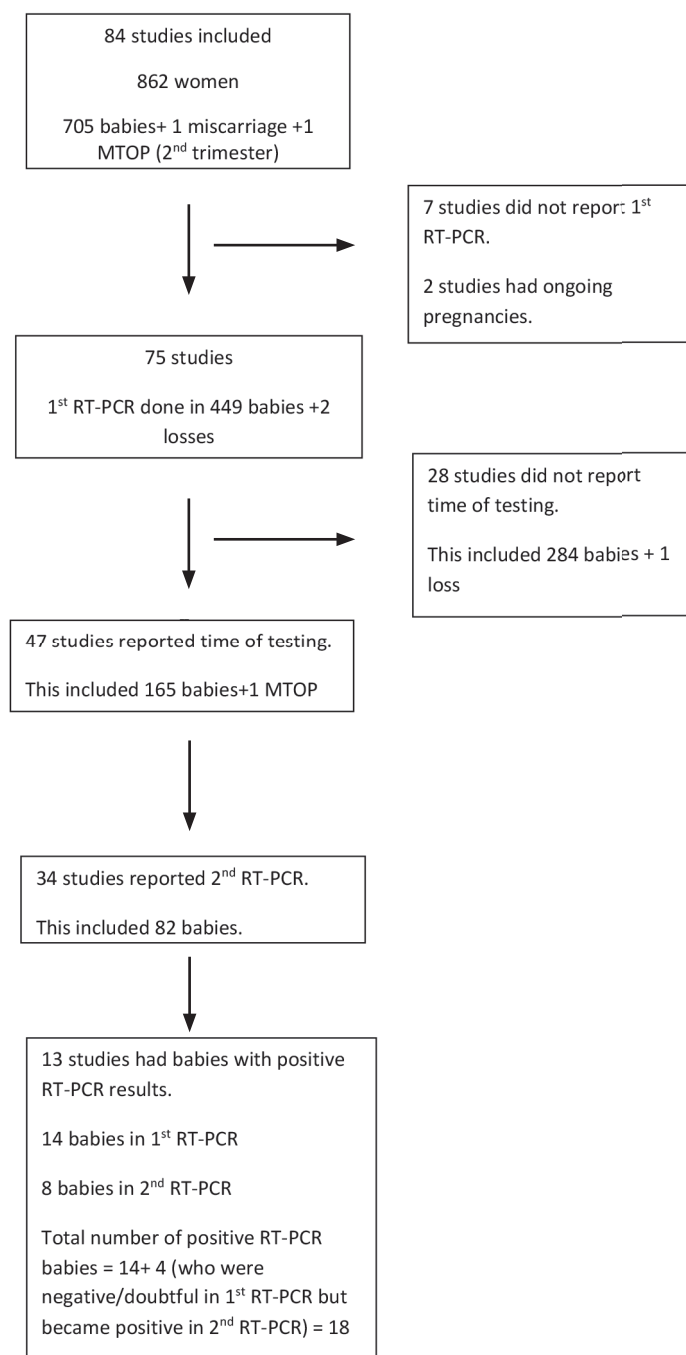 84 studies included
862 women
705 babies+ 1 miscarriage +1
MTOP (2nd trimester)
7 studies did not report 1st
RT-PCR.
2 studies had ongoing
pregnancies.
75 studies
1st RT-PCR done in 449 babies +2
losses
28 studies did not report
time of testing.
This included 284 babies + 1
loss
47 studies reported time of testing.
This included 165 babies+1 MTOP
34 studies reported 2nd RT-PCR.
This included 82 babies.
13 studies had babies with positive
RT-PCR results.
14 babies in 1st RT-PCR
8 babies in 2nd RT-PCR
Total number of positive RT-PCR
babies = 14+ 4 (who were
negative/doubtful in 1st RT-PCR but
became positive in 2nd RT-PCR) = 18